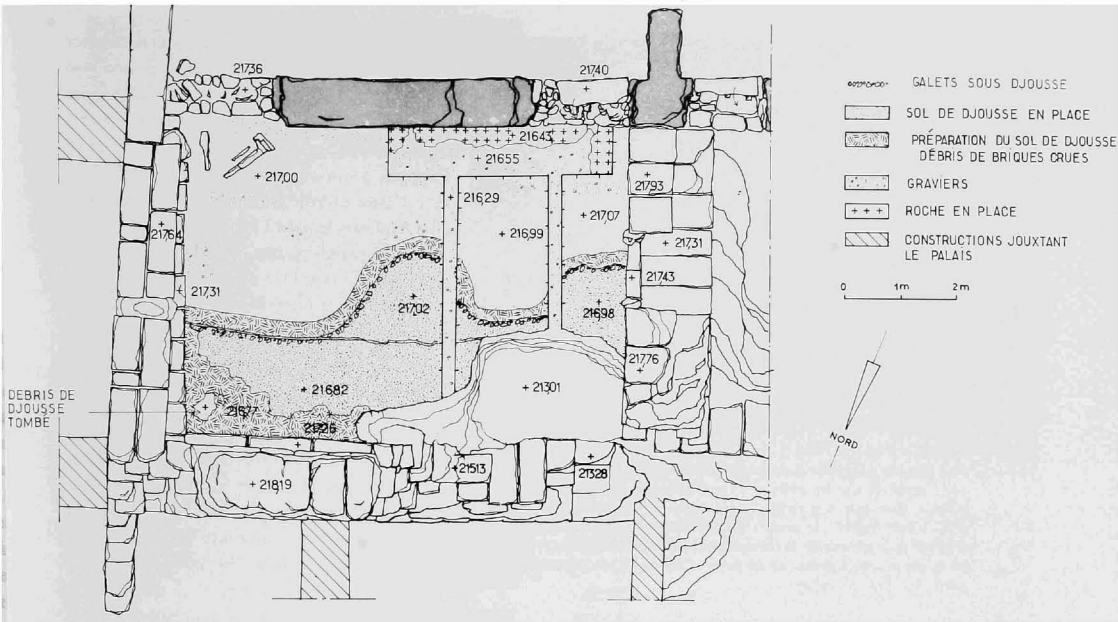 21736
21740
21643
21655
21700
21793
21629
21707
21764
21699
21731
21731
21743
21702
21698
21776
21682
21301
DEBRIS DE
DJOUSSE
TOMBÉ
21677
21726
21513
21328
21819
GALETS SOUS DJOUSSE
SOL DE DJOUSSE EN PLACE
PRÉPARATION DU SOL DE DJOUSSE
DÉBRIS DE BRIQUES CRUES
GRAVIERS
ROCHE EN PLACE
CONSTRUCTIONS JOUXTANT
LE PALAIS
0 1m 2m
NORD